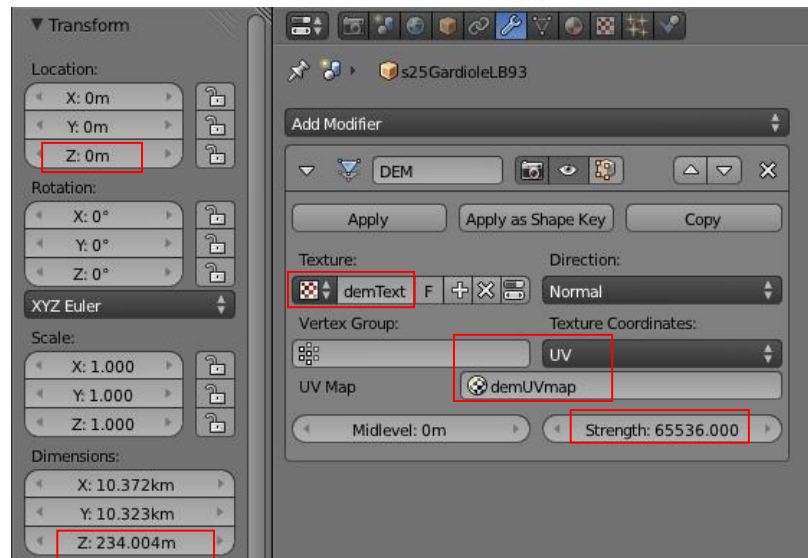 Transform
Location:
X: 0m
Y: 0m
Z: 0m
Rotation:
X: 0°
Y: 0°
Z: 0°
XYZ Euler
Scale:
X: 1.000
Y: 1.000
Z: 1.000
Dimensions:
X: 10.372km
Y: 10.323km
Z: 234.004m
s25GardioleLB93
Add Modifier
DEM
Apply
Apply as Shape Key
Copy
Texture:
Direction:
demText
F
Normal
Vertex Group:
Texture Coordinates:
UV
UV Map
demUVmap
Midlevel: 0m
Strength: 65536.000